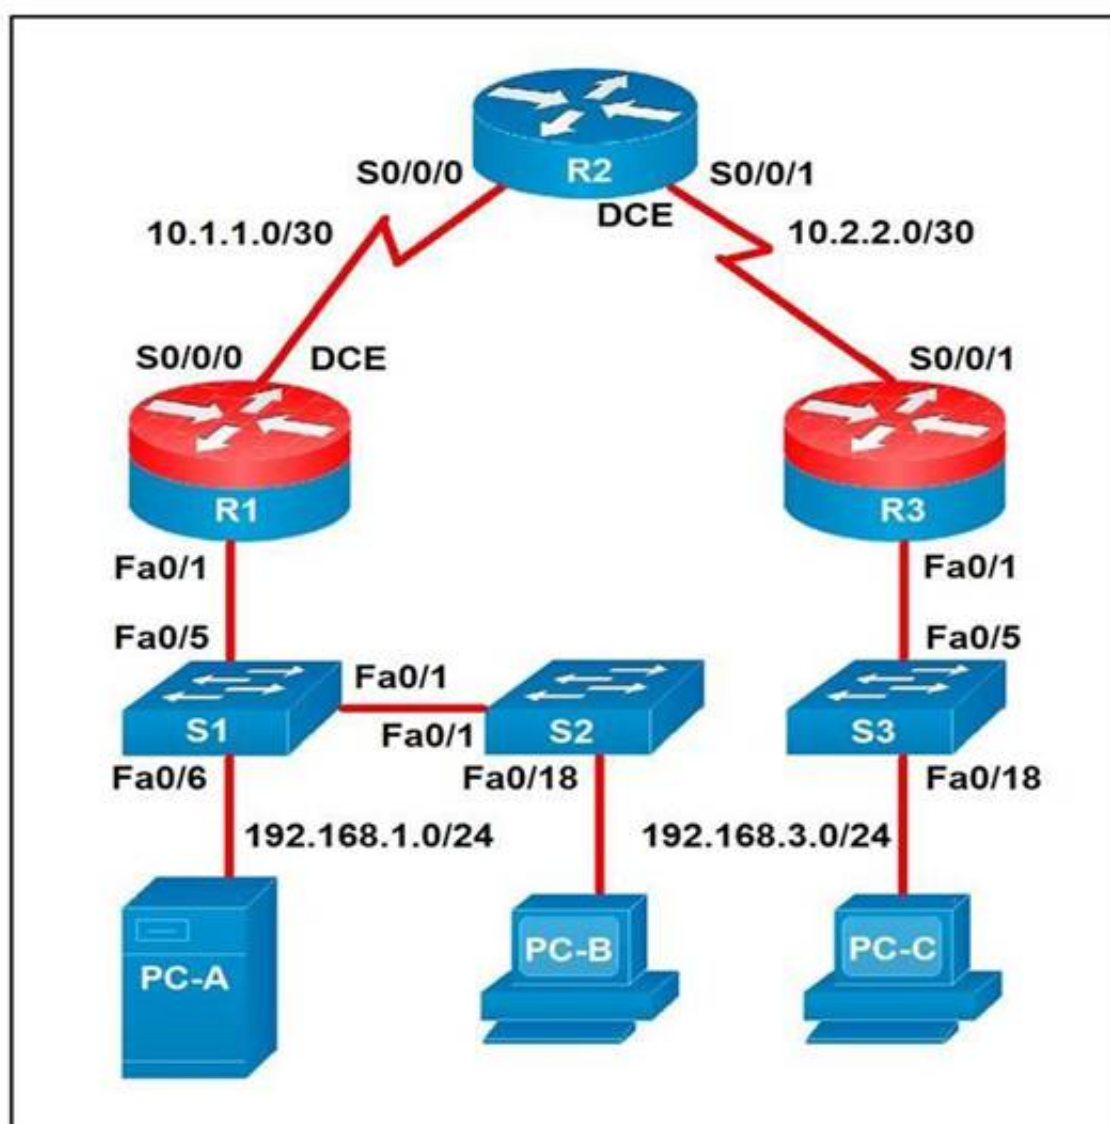 R2
S0/0/0
S0/0/1
DCE
10.1.1.0/30
10.2.2.0/30
S0/0/0
DCE
S0/0/1
R1
R3
Fa0/1
Fa0/1
Fa0/5
Fa0/5
Fa0/1
S1
Fa0/1
S2
S3
Fa0/6
Fa0/18
Fa0/18
192.168.1.0/24
192.168.3.0/24
PC-A
PC-B
PC-C